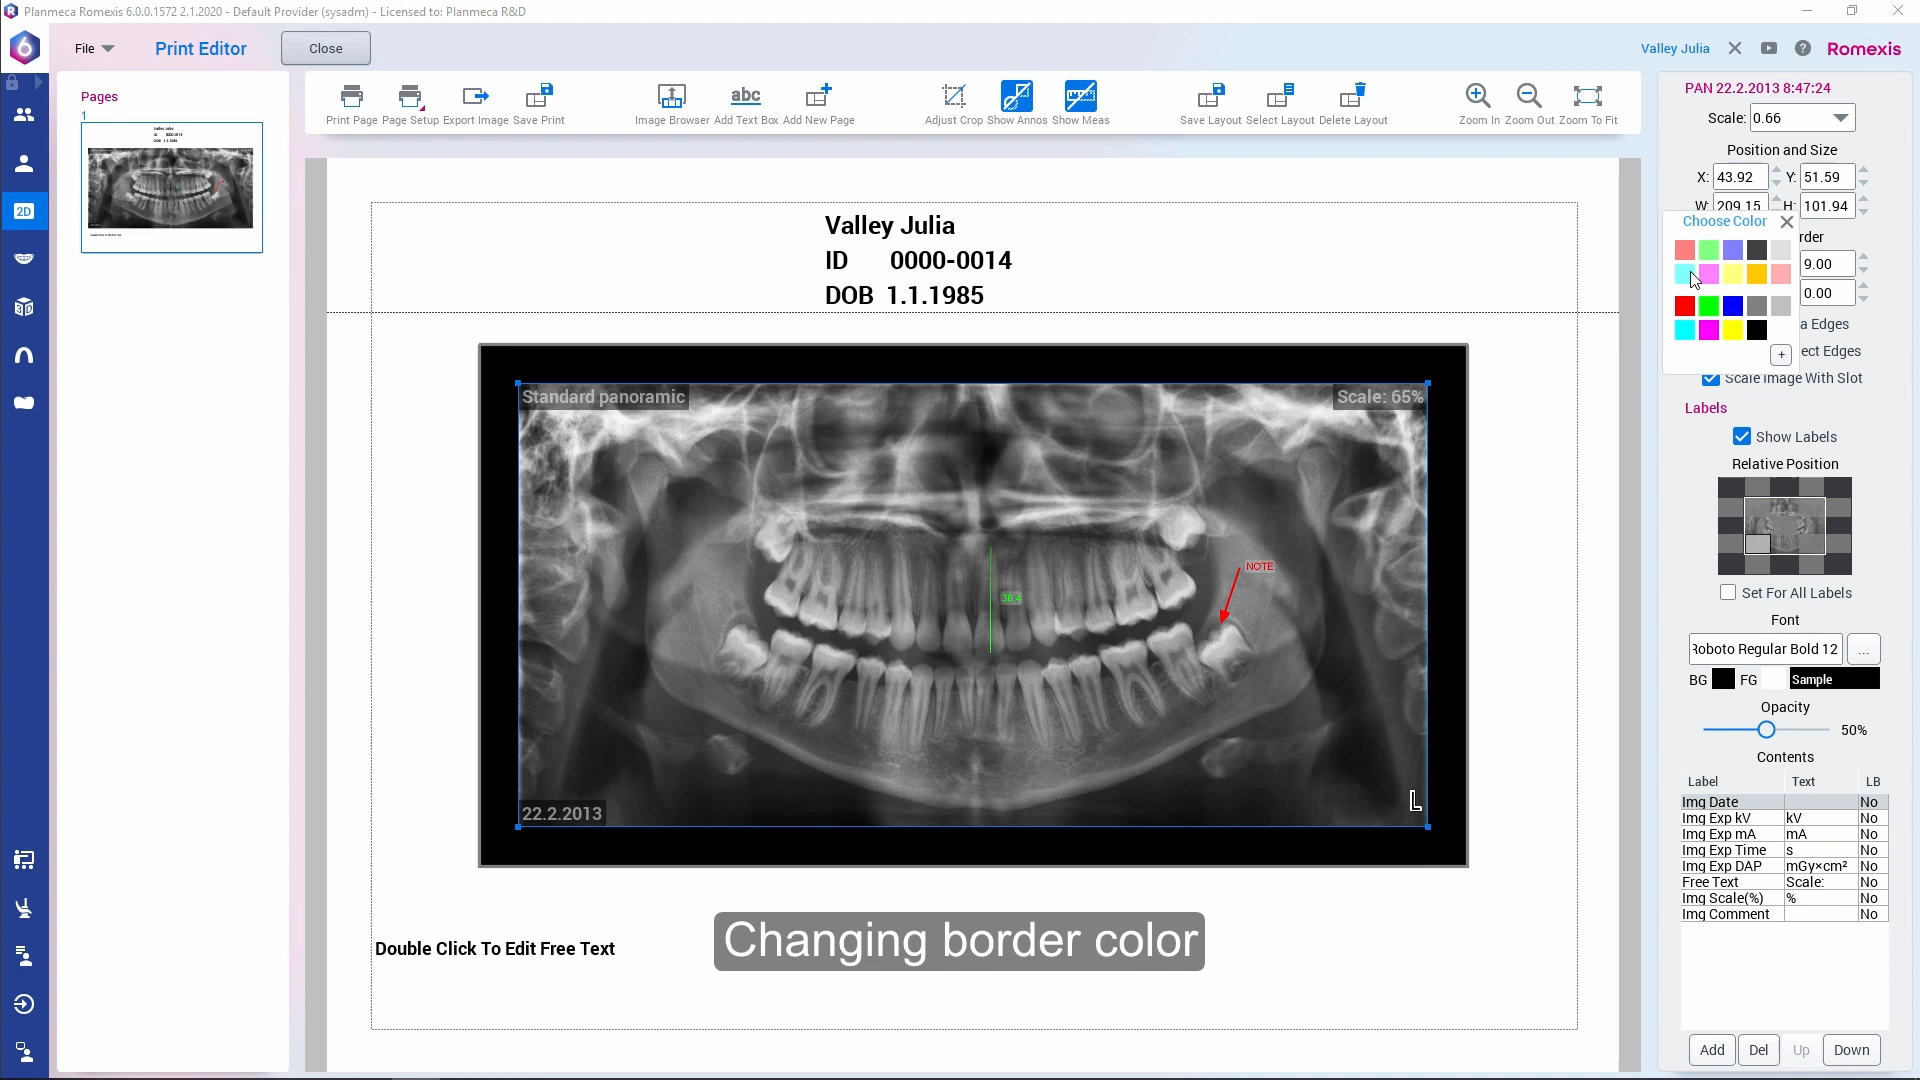 Planmeca Romexis 6.0.0.1572 2.1.2020 - Default Provider (sysadm) - Licensed to: Planmeca R&D
File
Print Editor
Close
Valley Julia
Romexis
Pages
1
Print Page
Page Setup
Export Image
Save Print
Image Browser
abc
Add Text Box
Add New Page
Adjust Crop
Show Annos
Show Meas
Save Layout
Select Layout
Delete Layout
Zoom In
Zoom Out
Zoom To Fit
2D
3D
Valley Julia
ID 0000-0014
DOB 1.1.1985
Standard panoramic
Scale: 65%
NOTE
36.4
22.2.2013
L
Double Click To Edit Free Text
Changing border color
PAN 22.2.2013 8:47:24
Scale: 0.66
Position and Size
X: 43.92 Y: 51.59
W: 209.15 H: 101.94
Choose Color
rder
9.00
0.00
a Edges
ect Edges
+
Scale Image With Slot
Labels
Show Labels
Relative Position
Set For All Labels
Font
Roboto Regular Bold 12
...
BG FG Sample
Opacity
50%
Contents
Label Text LB
Img Date No
Img Exp kV kV No
Img Exp mA mA No
Img Exp Time s No
Img Exp DAP mGy×cm² No
Free Text Scale: No
Img Scale(%) % No
Img Comment No
Add Del Up Down